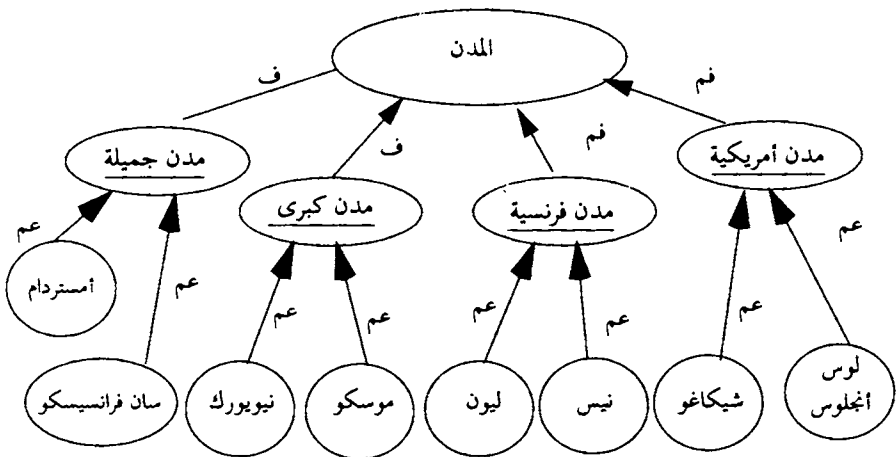 المدن
فم
ف
ف
فم
مدن أمريكية
مدن فرنسية
مدن كبرى
مدن جميلة
عم
عم
عم
عم
عم
عم
عم
عم
لوس
أنجلوس
شيكاغو
نيس
ليون
موسكو
نيويورك
سان فرانسيسكو
أمستردام